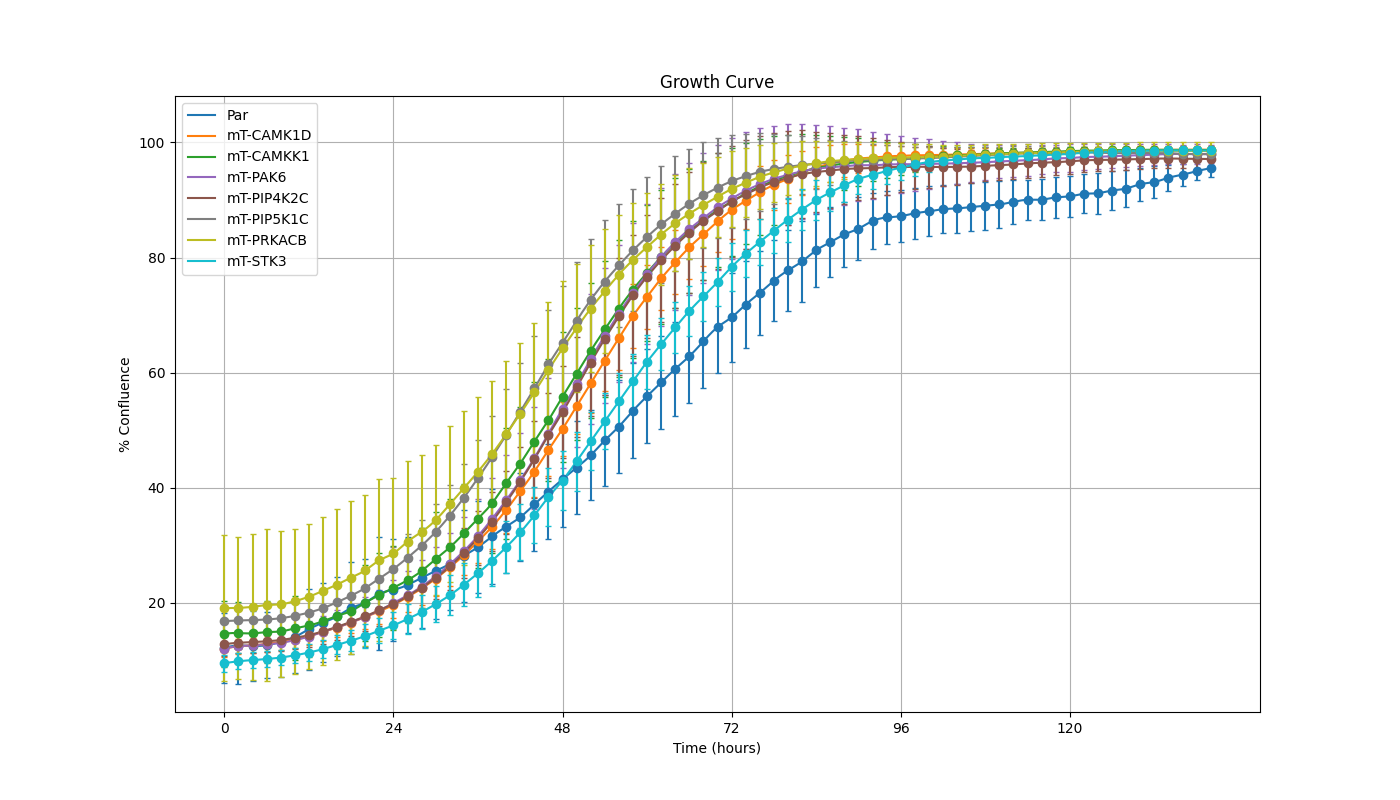 Growth Curve
Par
mT-CAMK1D
mT-CAMKK1
mT-PAK6
mT-PIP4K2C
mT-PIP5K1C
mT-PRKACB
mT-STK3
100
80
60
40
20
% Confluence
0 24 48 72 96 120
Time (hours)